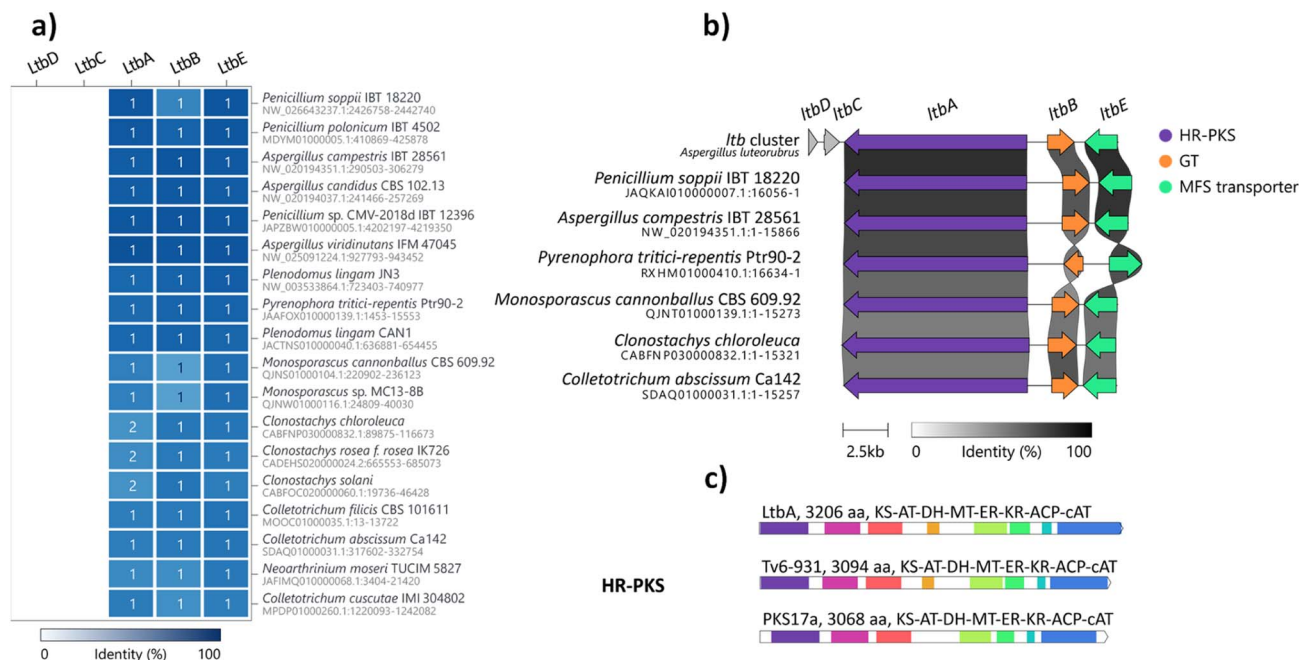 a)
LtbD LtbC LtbA LtbB LtbE
1 1 1 Penicillium soppii IBT 18220
NW_026643237.1:2426758-2442740
1 1 1 Penicillium polonicum IBT 4502
MDYM01000005.1:410869-425878
1 1 1 Aspergillus campestris IBT 28561
NW_020194351.1:290503-306279
1 1 1 Aspergillus candidus CBS 102.13
NW_020194037.1:241466-257269
1 1 1 Penicillium sp. CMV-2018d IBT 12396
JAPZBW010000005.1:4202197-4219350
1 1 1 Aspergillus viridinutans IFM 47045
NW_025091224.1:927793-943452
1 1 1 Plenodomus lingam JN3
NW_003533864.1:723403-740977
1 1 1 Pyrenophora tritici-repentis Ptr90-2
JAAFOX010000139.1:1453-15553
1 1 1 Plenodomus lingam CAN1
JACTNS010000040.1:636881-654455
1 1 1 Monosporascus cannonballus CBS 609.92
QJNS01000104.1:220902-236123
1 1 1 Monosporascus sp. MC13-8B
QJNW01000116.1:24809-40030
2 1 1 Clonostachys chloroleuca
CABFNP030000832.1:89875-116673
2 1 1 Clonostachys rosea f. rosea IK726
CADEHS020000024.2:665553-685073
2 1 1 Clonostachys solani
CABFOC020000060.1:19736-46428
1 1 1 Colletotrichum filicis CBS 101611
MOOC01000035.1:13-13722
1 1 1 Colletotrichum abscissum Ca142
SDAQ01000031.1:317602-332754
1 1 1 Neoarthrinium moseri TUCIM 5827
JAFIMQ010000068.1:3404-21420
1 1 1 Colletotrichum cuscutae IMI 304802
MPDP01000260.1:1220093-1242082
0 Identity (%) 100
b)
ltbD ltbC ltbA ltbB ltbE
ltb cluster
Aspergillus luteorubrus
Penicillium soppii IBT 18220
JAQKAI010000007.1:16056-1
Aspergillus compestris IBT 28561
NW_020194351.1:1-15866
Pyrenophora tritici-repentis Ptr90-2
RXHM01000410.1:16634-1
Monosporascus cannonballus CBS 609.92
QJNT01000139.1:1-15273
Clonostachys chloroleuca
CABFNP030000832.1:1-15321
Colletotrichum abscissum Ca142
SDAQ01000031.1:1-15257
HR-PKS
GT
MFS transporter
2.5kb
0 Identity (%) 100
c)
HR-PKS
LtbA, 3206 aa, KS-AT-DH-MT-ER-KR-ACP-cAT
Tv6-931, 3094 aa, KS-AT-DH-MT-ER-KR-ACP-cAT
PKS17a, 3068 aa, KS-AT-DH-MT-ER-KR-ACP-cAT